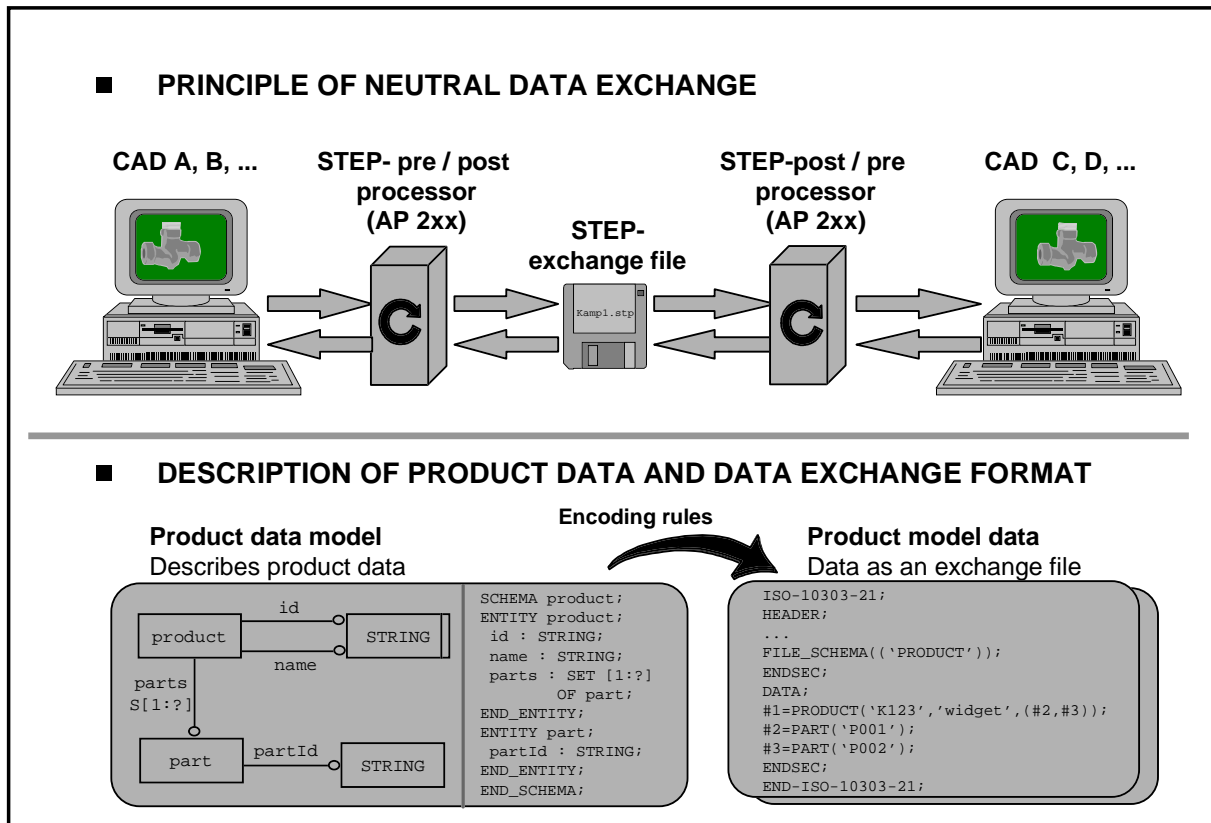 ■ PRINCIPLE OF NEUTRAL DATA EXCHANGE
CAD A, B, ...
STEP- pre / post
processor
(AP 2xx)
STEP-
exchange file
STEP-post / pre
processor
(AP 2xx)
CAD C, D, ...
Kamp1.stp
■ DESCRIPTION OF PRODUCT DATA AND DATA EXCHANGE FORMAT
Encoding rules
Product data model
Describes product data
Product model data
Data as an exchange file
product
id
name
STRING
parts
S[1:?]
part
partId
STRING
SCHEMA product;
ENTITY product;
id : STRING;
name : STRING;
parts : SET [1:?]
OF part;
END_ENTITY;
ENTITY part;
partId : STRING;
END_ENTITY;
END_SCHEMA;
ISO-10303-21;
HEADER;
...
FILE_SCHEMA((‘PRODUCT’));
ENDSEC;
DATA;
#1=PRODUCT(‘K123’,’widget’,(#2,#3));
#2=PART(‘P001’);
#3=PART(‘P002’);
ENDSEC;
END-ISO-10303-21;